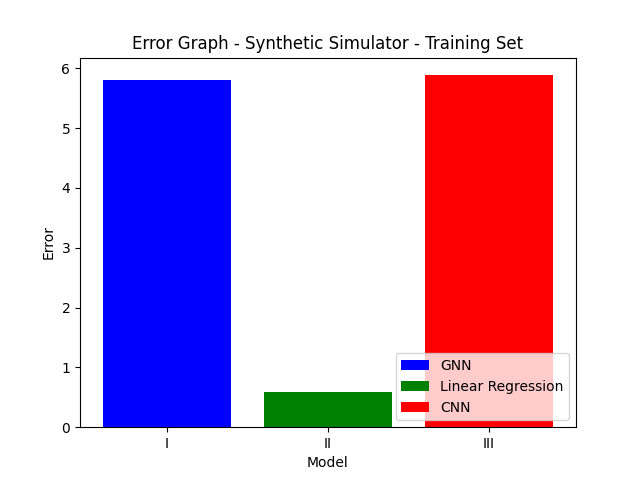 Error Graph - Synthetic Simulator - Training Set
Error
6
5
4
3
2
1
0
GNN
Linear Regression
CNN
I
II
III
Model